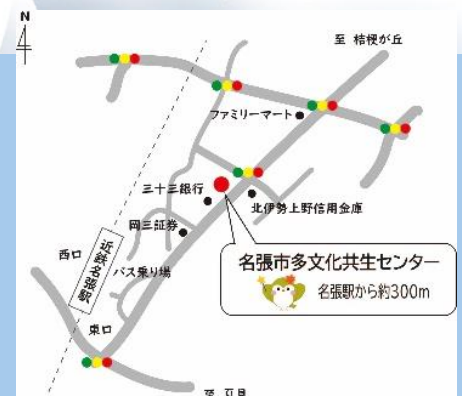 N
至 桔梗が丘
ファミリーマート
三十三銀行
北伊勢上野信用金庫
岡三証券
名張市多文化共生センター
名張駅から約300m
西口
近鉄名張駅
バス乗り場
東口